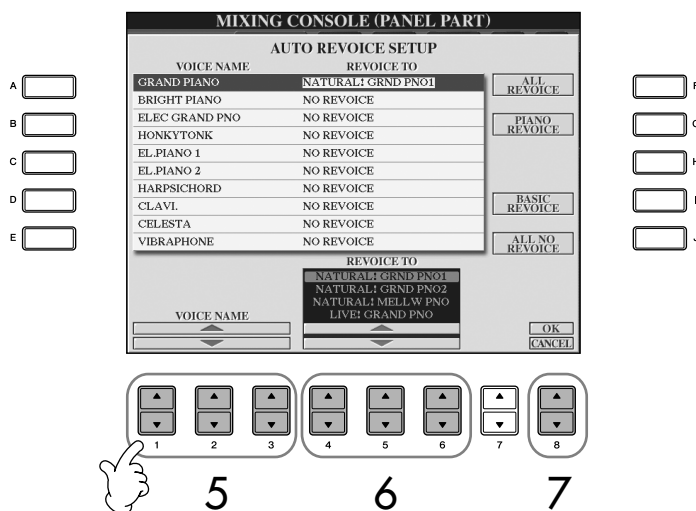 MIXING CONSOLE (PANEL PART)
AUTO REVOICE SETUP
VOICE NAME REVOICE TO
GRAND PIANO NATURAL! GRND PNO1
BRIGHT PIANO NO REVOICE
ELEC GRAND PNO NO REVOICE
HONKYTONK NO REVOICE
EL.PIANO 1 NO REVOICE
EL.PIANO 2 NO REVOICE
HARPSICHORD NO REVOICE
CLAVI. NO REVOICE
CELESTA NO REVOICE
VIBRAPHONE NO REVOICE
ALL REVOICE
PIANO REVOICE
BASIC REVOICE
ALL NO REVOICE
A
B
C
D
E
REVOICE TO
NATURAL! GRND PNO1
NATURAL! GRND PNO2
NATURAL! MELLW PNO
LIVE! GRAND PNO
VOICE NAME
OK
CANCEL
1 2 3 4 5 6 7 8
5 6 7